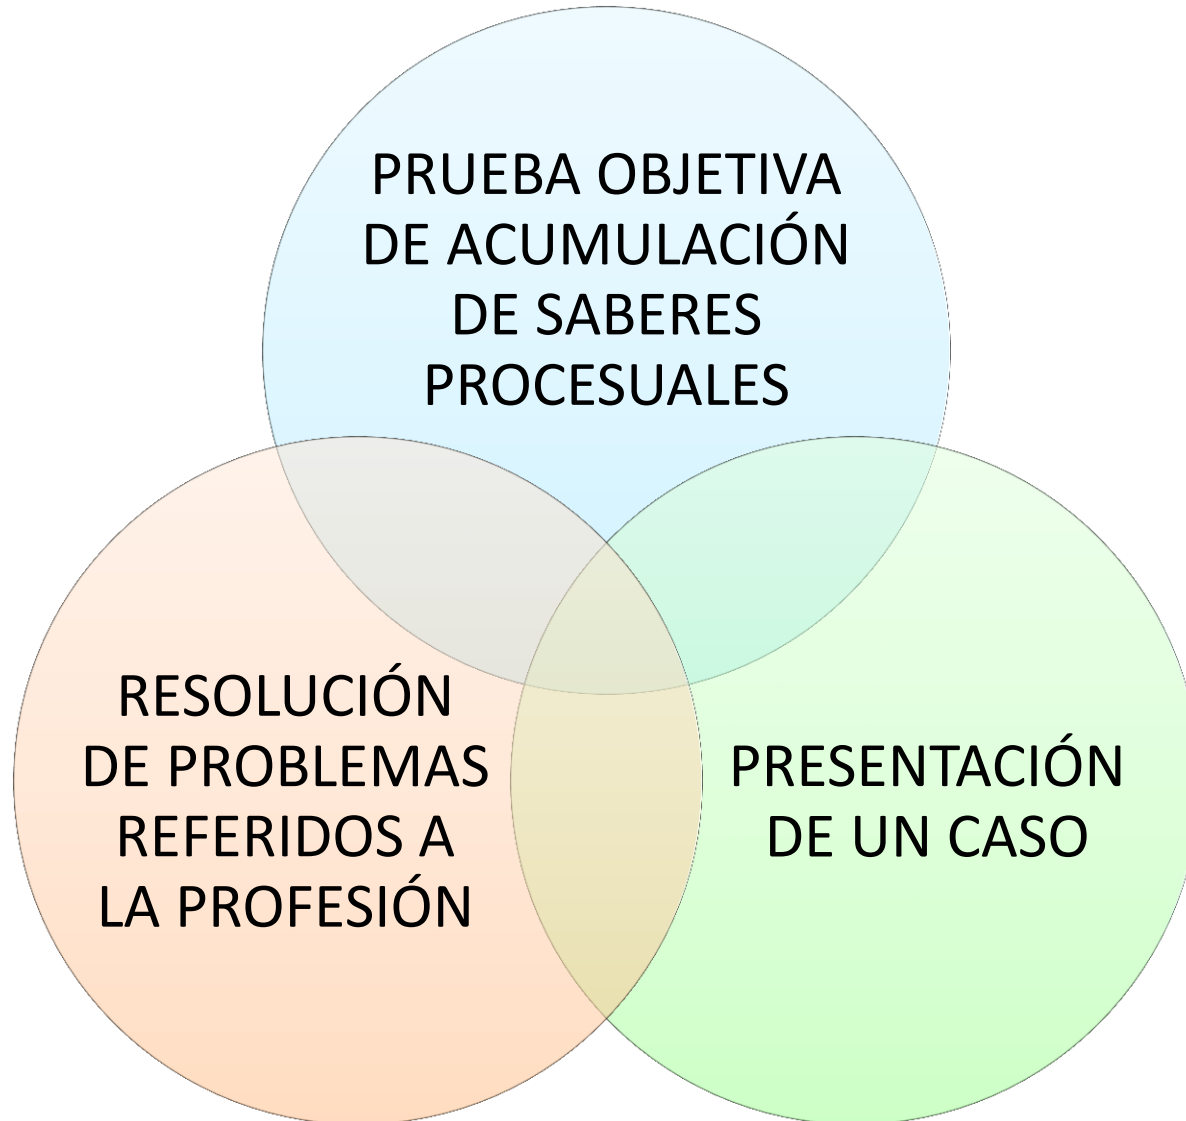 PRUEBA OBJETIVA
DE ACUMULACIÓN
DE SABERES
PROCESUALES
RESOLUCIÓN
DE PROBLEMAS
REFERIDOS A
LA PROFESIÓN
PRESENTACIÓN
DE UN CASO